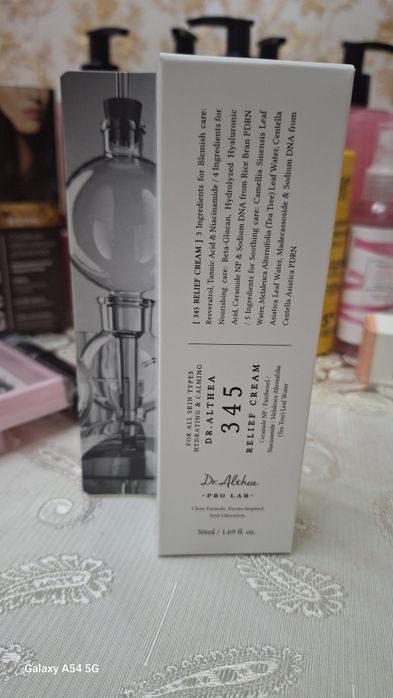 [ 345 RELIEF CREAM ] 3 Ingredients for Blemish care:
Resveratrol, Tannic Acid & Niacinamide / 4 Ingredients for
Nourishing care: Beta-Glucan, Hydrolyzed Hyaluronic
Acid, Ceramide NP & Sodium DNA from Rice Bran PDRN
/ 5 Ingredients for Soothing care: Camellia Sinensis Leaf
Water, Melaleuca Alternifolia (Tea Tree) Leaf Water, Centella
Asiatica Leaf Water, Madecassoside & Sodium DNA from
Centella Asiatica PDRN
FOR ALL SKIN TYPES
HYDRATING & CALMING
DR.ALTHEA
345
RELIEF CREAM
Ceramide NP / Panthenol /
Niacinamide / Melaleuca Alternifolia
(Tea Tree) Leaf Water
Dr. Althea
-PRO LAB-
Clean Formula. Derma Inspired.
Soul Liberation.
50ml / 1.69 fl. oz.
Galaxy A54 5G